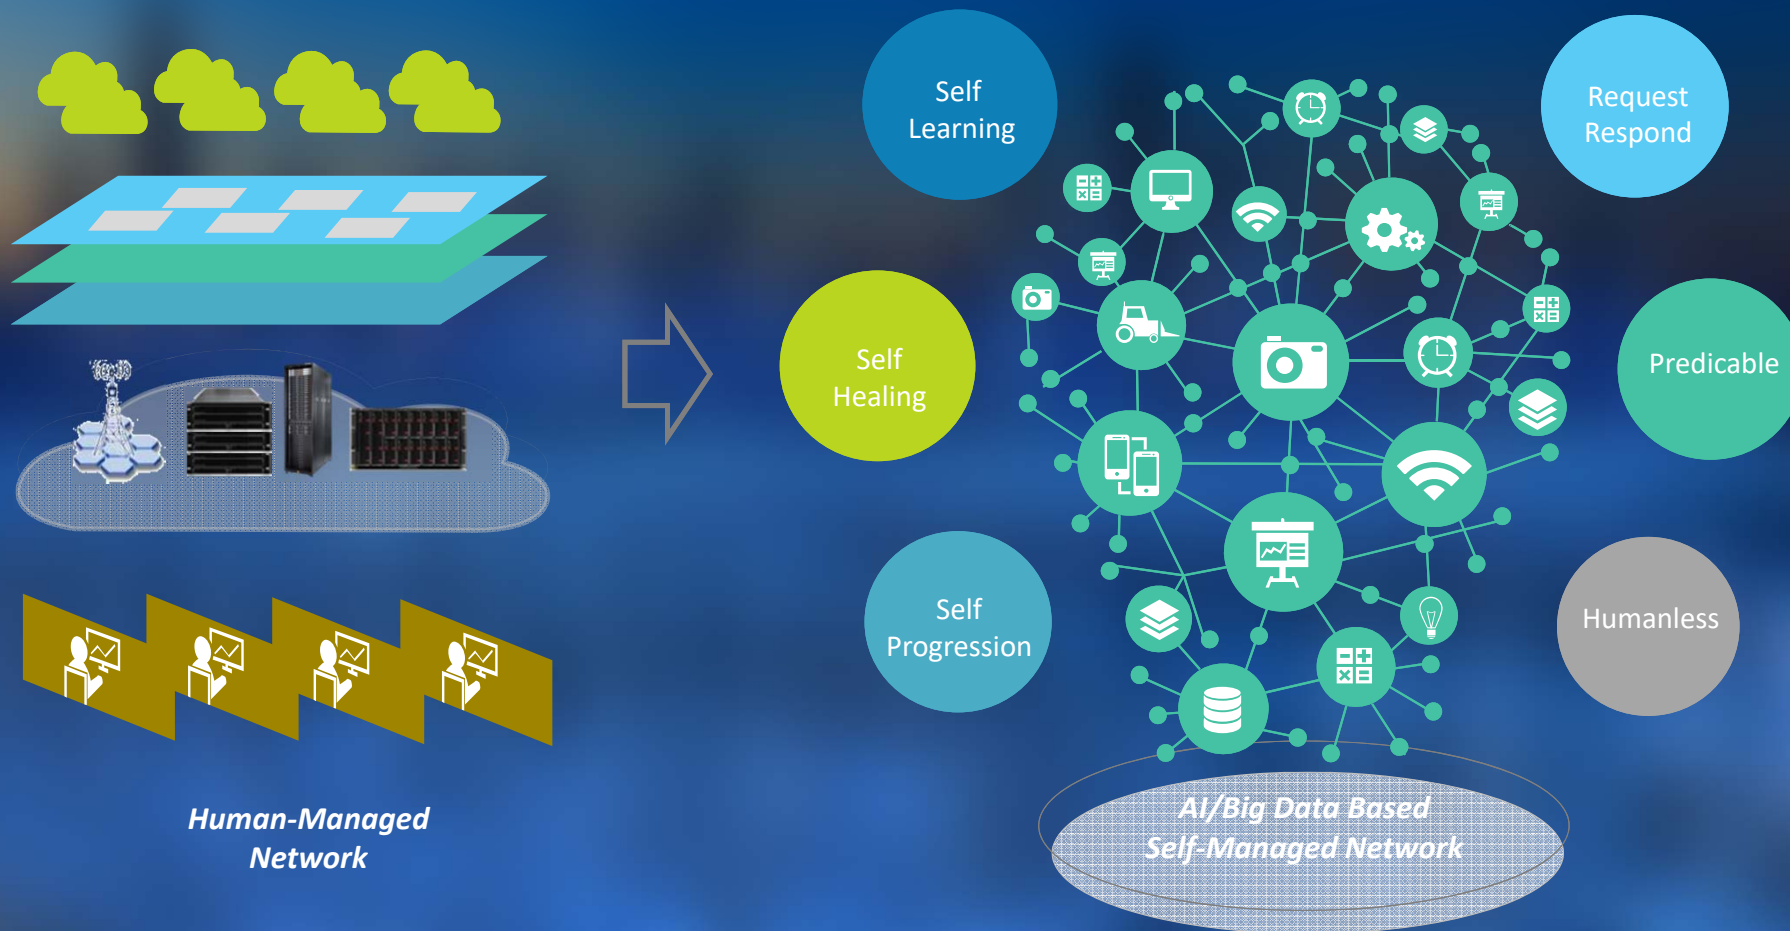 Self
Learning
Request
Respond
Self
Healing
Predicable
Self
Progression
Humanless
Human-Managed
Network
AI/Big Data Based
Self-Managed Network